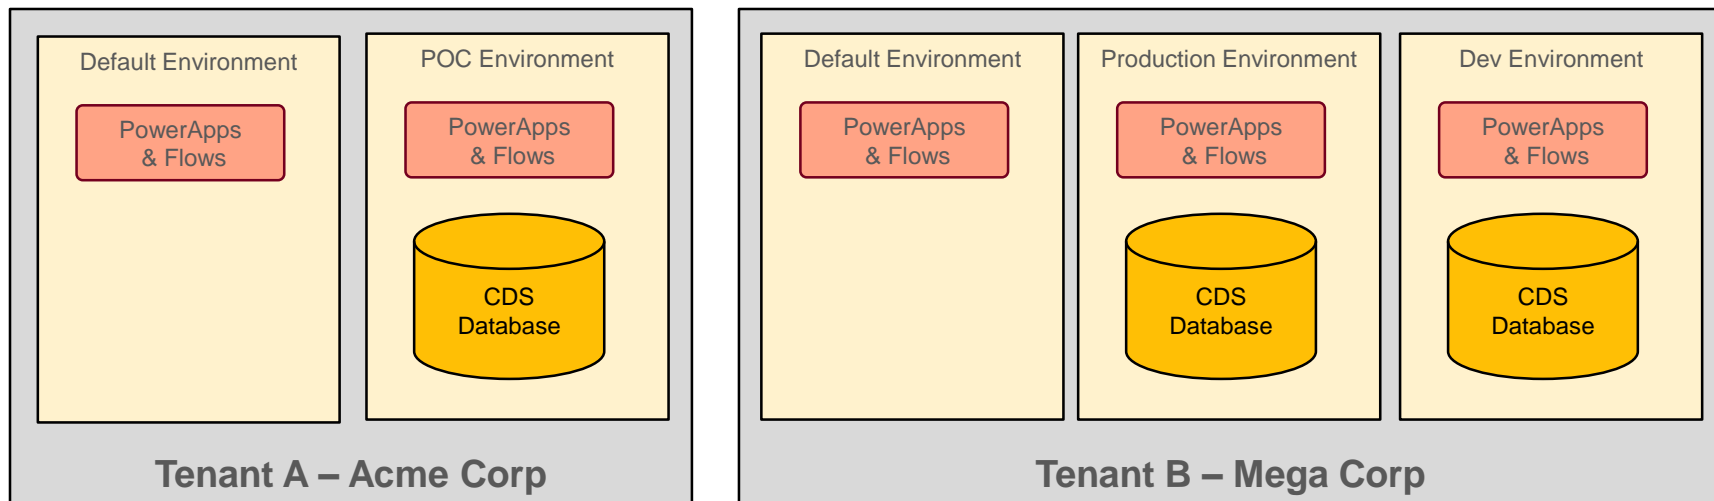 Default Environment
PowerApps
& Flows
POC Environment
PowerApps
& Flows
CDS
Database
Tenant A – Acme Corp
Default Environment
PowerApps
& Flows
Production Environment
PowerApps
& Flows
CDS
Database
Dev Environment
PowerApps
& Flows
CDS
Database
Tenant B – Mega Corp